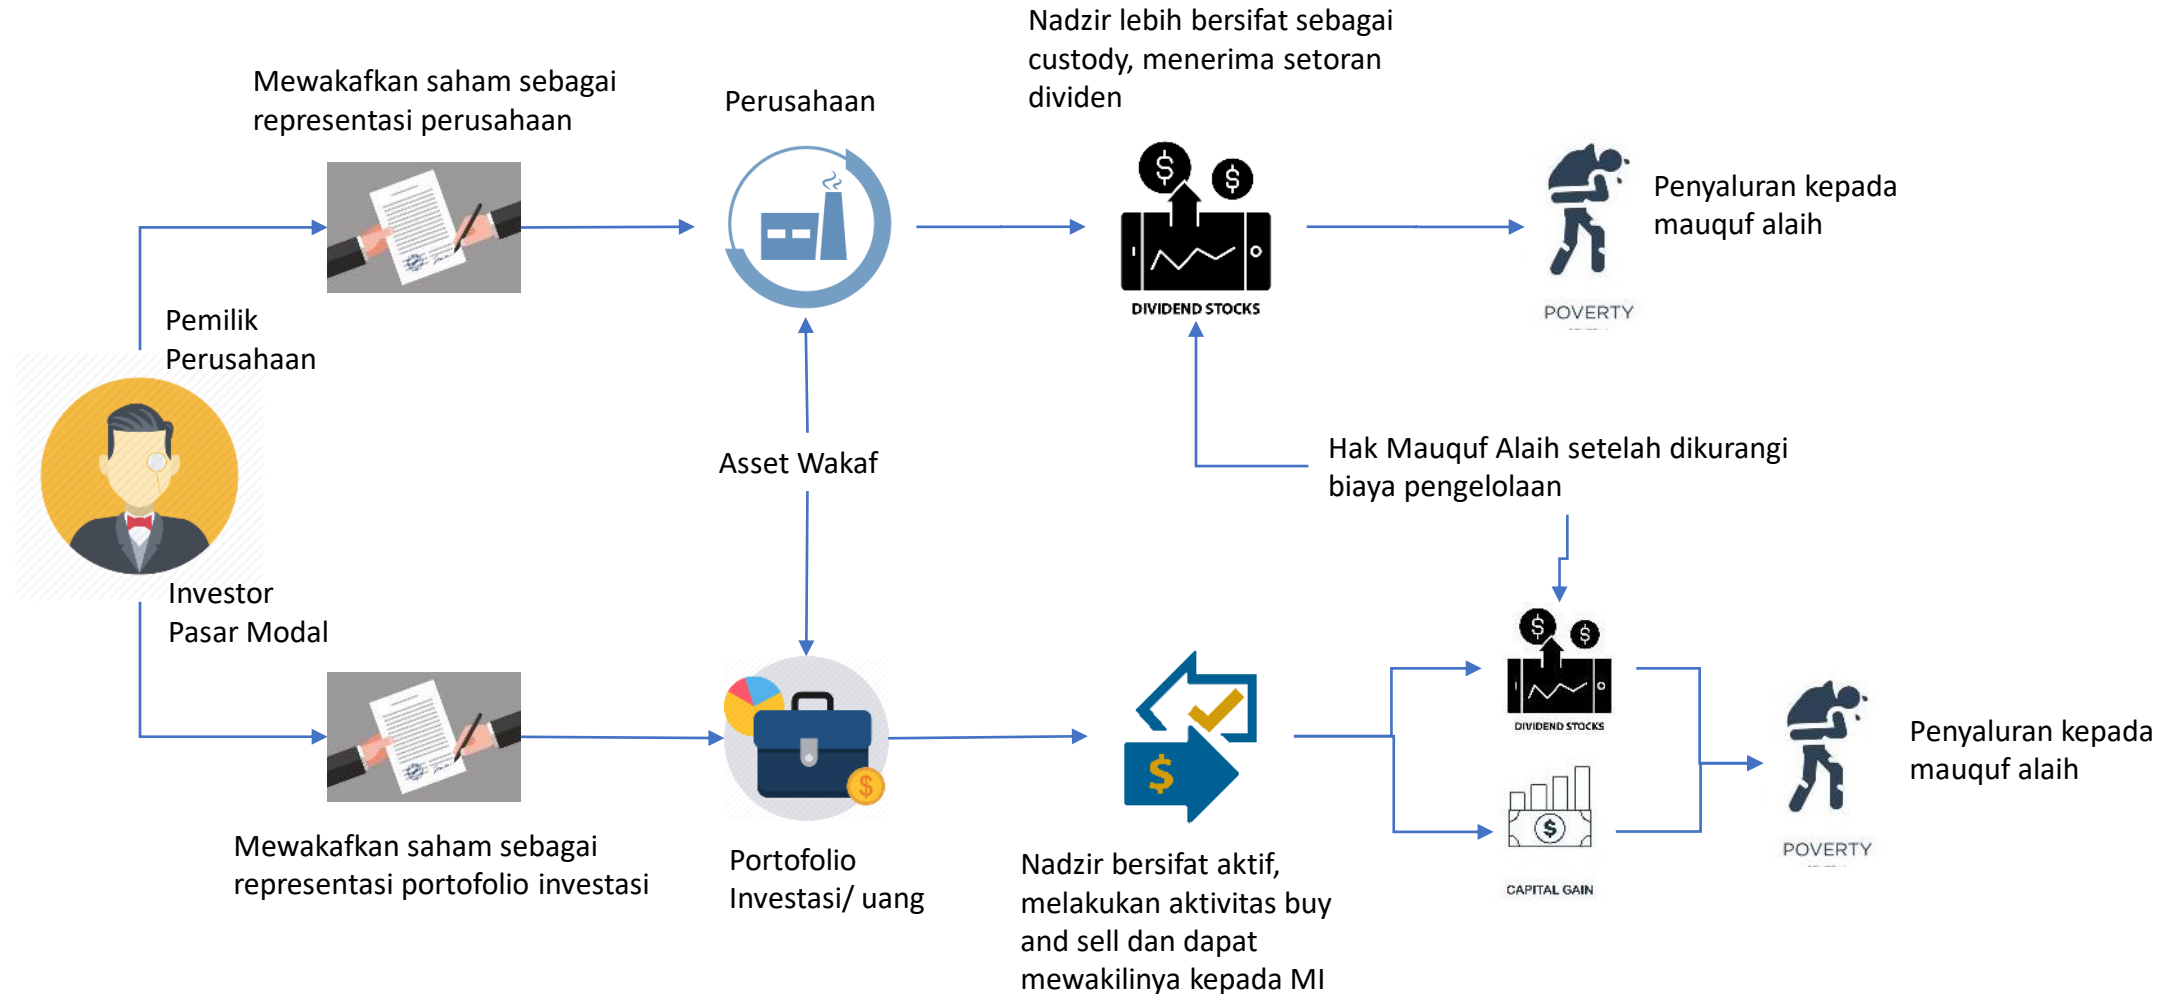 Nadzir lebih bersifat sebagai
custody, menerima setoran
dividen
Mewakafkan saham sebagai
representasi perusahaan
Perusahaan
$
$
DIVIDEND STOCKS
Penyaluran kepada
mauquf alaih
POVERTY
Pemilik
Perusahaan
Asset Wakaf
Hak Mauquf Alaih setelah dikurangi
biaya pengelolaan
Investor
Pasar Modal
Mewakafkan saham sebagai
representasi portofolio investasi
$
Portofolio
Investasi/ uang
$
Nadzir bersifat aktif,
melakukan aktivitas buy
and sell dan dapat
mewakilinya kepada MI
$
$
DIVIDEND STOCKS
$
CAPITAL GAIN
Penyaluran kepada
mauquf alaih
POVERTY